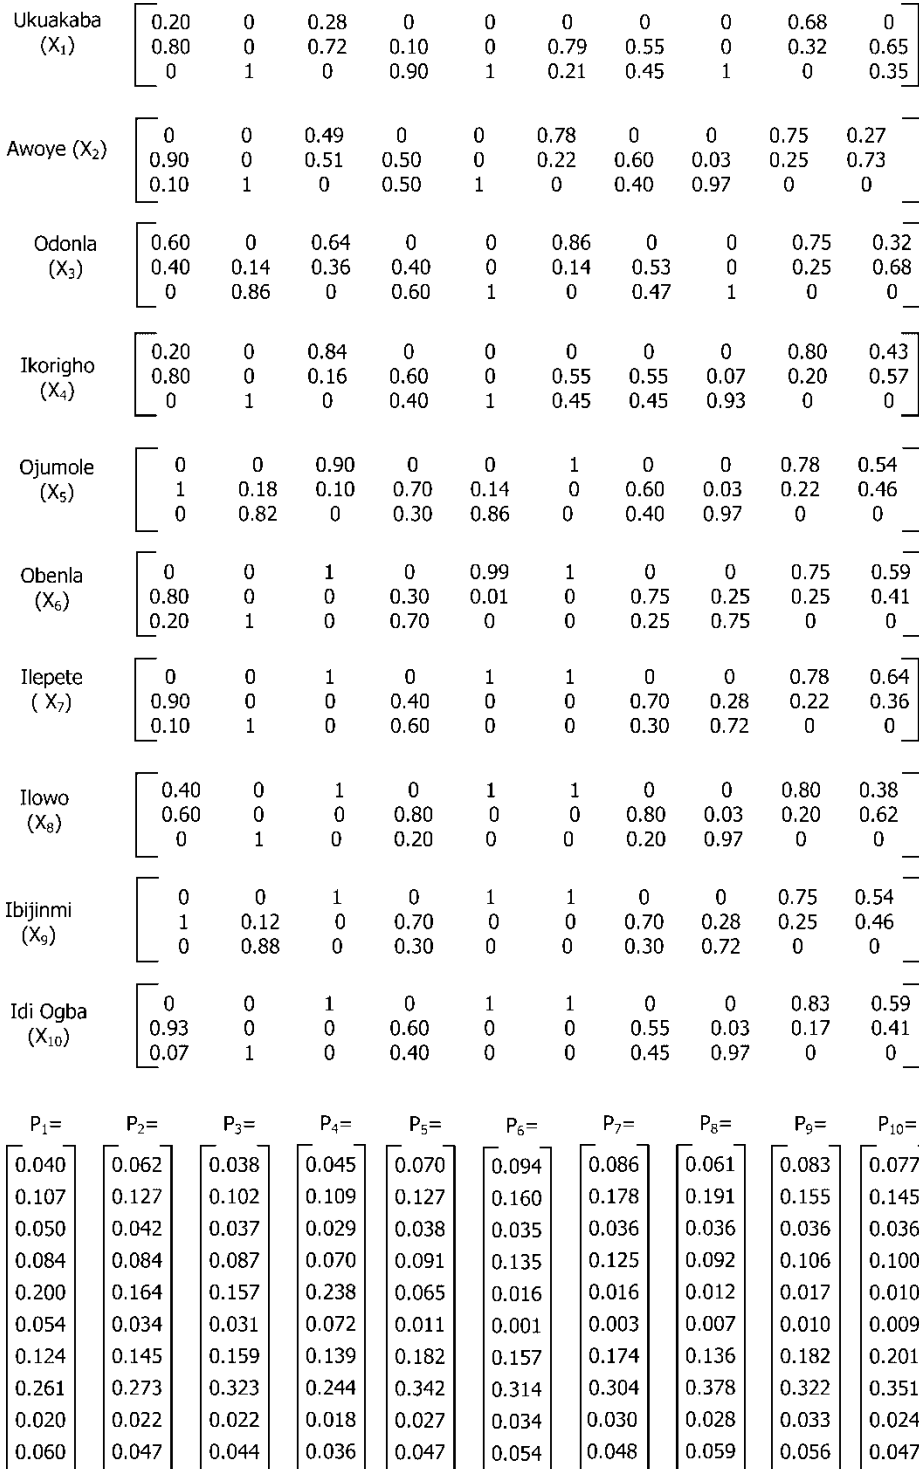 Ukuakaba 0.20 0 0.28 0 0 0 0 0 0.68 0
(X₁) 0.80 0 0.72 0.10 0 0.79 0.55 0 0.32 0.65
0 1 0 0.90 1 0.21 0.45 1 0 0.35
0 0 0.49 0 0 0.78 0 0 0.75 0.27
Awoye (X₂) 0.90 0 0.51 0.50 0 0.22 0.60 0.03 0.25 0.73
0.10 1 0 0.50 1 0 0.40 0.97 0 0
Odonla 0.60 0 0.64 0 0 0.86 0 0 0.75 0.32
(X₃) 0.40 0.14 0.36 0.40 0 0.14 0.53 0 0.25 0.68
0 0.86 0 0.60 1 0 0.47 1 0 0
Ikorigho 0.20 0 0.84 0 0 0 0 0 0.80 0.43
(X₄) 0.80 0 0.16 0.60 0 0.55 0.55 0.07 0.20 0.57
0 1 0 0.40 1 0.45 0.45 0.93 0 0
Ojumole 0 0 0.90 0 0 1 0 0 0.78 0.54
(X₅) 1 0.18 0.10 0.70 0.14 0 0.60 0.03 0.22 0.46
0 0.82 0 0.30 0.86 0 0.40 0.97 0 0
Obenla 0 0 1 0 0.99 1 0 0 0.75 0.59
(X₆) 0.80 0 0 0.30 0.01 0 0.75 0.25 0.25 0.41
0.20 1 0 0.70 0 0 0.25 0.75 0 0
Ilepete 0 0 1 0 1 1 0 0 0.78 0.64
( X₇) 0.90 0 0 0.40 0 0 0.70 0.28 0.22 0.36
0.10 1 0 0.60 0 0 0.30 0.72 0 0
Ilowo 0.40 0 1 0 1 1 0 0 0.80 0.38
(X₈) 0.60 0 0 0.80 0 0 0.80 0.03 0.20 0.62
0 1 0 0.20 0 0 0.20 0.97 0 0
Ibijinmi 0 0 1 0 1 1 0 0 0.75 0.54
(X₉) 1 0.12 0 0.70 0 0 0.70 0.28 0.25 0.46
0 0.88 0 0.30 0 0 0.30 0.72 0 0
Idi Ogba 0 0 1 0 1 1 0 0 0.83 0.59
(X₁₀) 0.93 0 0 0.60 0 0 0.55 0.03 0.17 0.41
0.07 1 0 0.40 0 0 0.45 0.97 0 0
P₁= P₂= P₃= P₄= P₅= P₆= P₇= P₈= P₉= P₁₀=
0.040 0.062 0.038 0.045 0.070 0.094 0.086 0.061 0.083 0.077
0.107 0.127 0.102 0.109 0.127 0.160 0.178 0.191 0.155 0.145
0.050 0.042 0.037 0.029 0.038 0.035 0.036 0.036 0.036 0.036
0.084 0.084 0.087 0.070 0.091 0.135 0.125 0.092 0.106 0.100
0.200 0.164 0.157 0.238 0.065 0.016 0.016 0.012 0.017 0.010
0.054 0.034 0.031 0.072 0.011 0.001 0.003 0.007 0.010 0.009
0.124 0.145 0.159 0.139 0.182 0.157 0.174 0.136 0.182 0.201
0.261 0.273 0.323 0.244 0.342 0.314 0.304 0.378 0.322 0.351
0.020 0.022 0.022 0.018 0.027 0.034 0.030 0.028 0.033 0.024
0.060 0.047 0.044 0.036 0.047 0.054 0.048 0.059 0.056 0.047